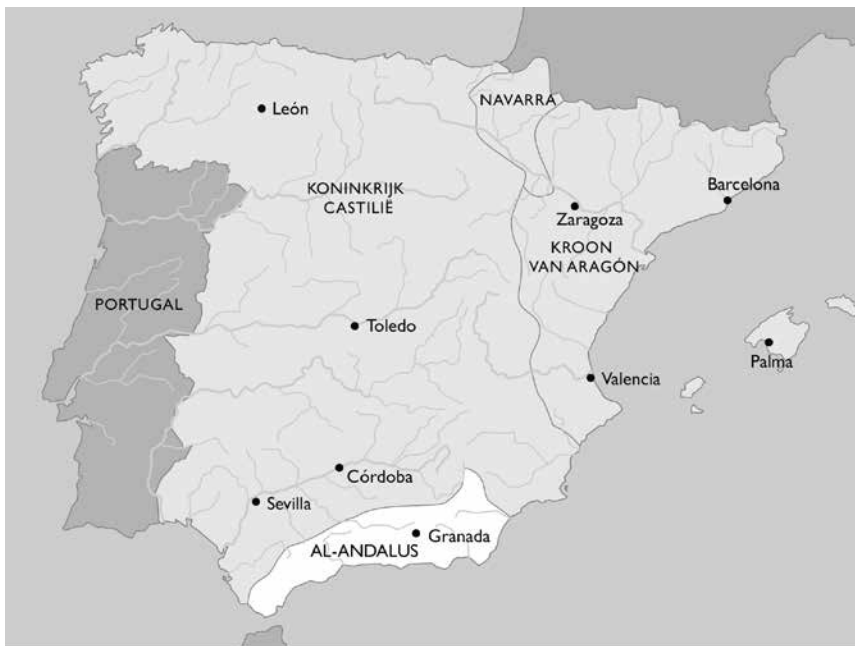 León
NAVARRA
KONINKRIJK
CASTILIË
Barcelona
Zaragoza
KROON
VAN ARAGÓN
PORTUGAL
Toledo
Palma
Valencia
Córdoba
Sevilla
Granada
AL-ANDALUS